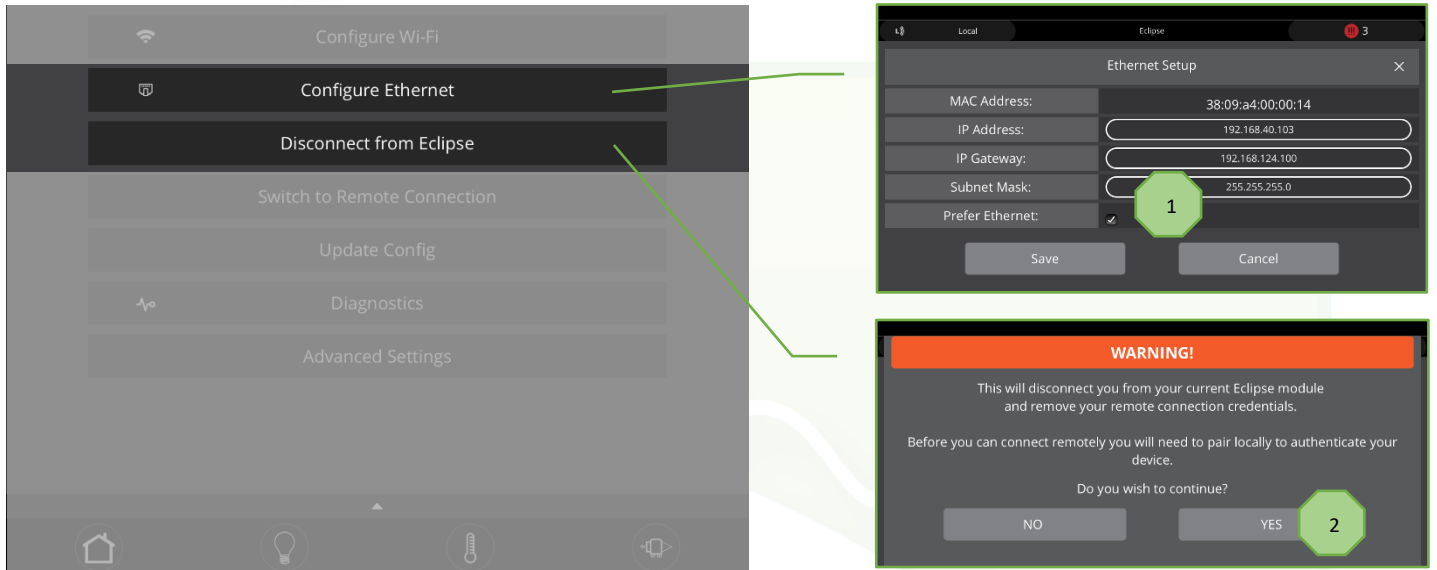 Configure Wi-Fi
Configure Ethernet
Disconnect from Eclipse
Switch to Remote Connection
Update Config
Diagnostics
Advanced Settings
Local Eclipse 3
Ethernet Setup
MAC Address: 38:09:a4:00:00:14
IP Address: 192.168.40.103
IP Gateway: 192.168.124.100
Subnet Mask: 255.255.255.0
Prefer Ethernet:
1
Save Cancel
WARNING!
This will disconnect you from your current Eclipse module
and remove your remote connection credentials.
Before you can connect remotely you will need to pair locally to authenticate your
device.
Do you wish to continue?
NO YES 2